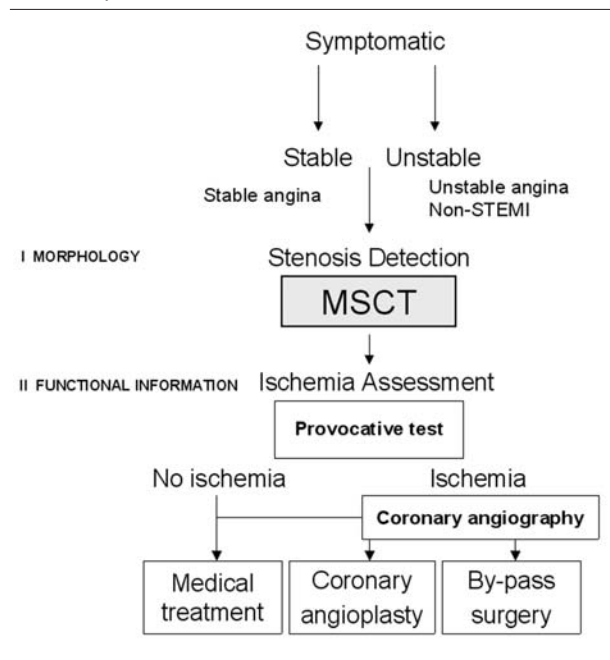 Symptomatic
Stable Unstable
Stable angina
Unstable angina
Non-STEMI
I MORPHOLOGY
Stenosis Detection
MSCT
II FUNCTIONAL INFORMATION
Ischemia Assessment
Provocative test
No ischemia
Ischemia
Coronary angiography
Medical
treatment
Coronary
angioplasty
By-pass
surgery